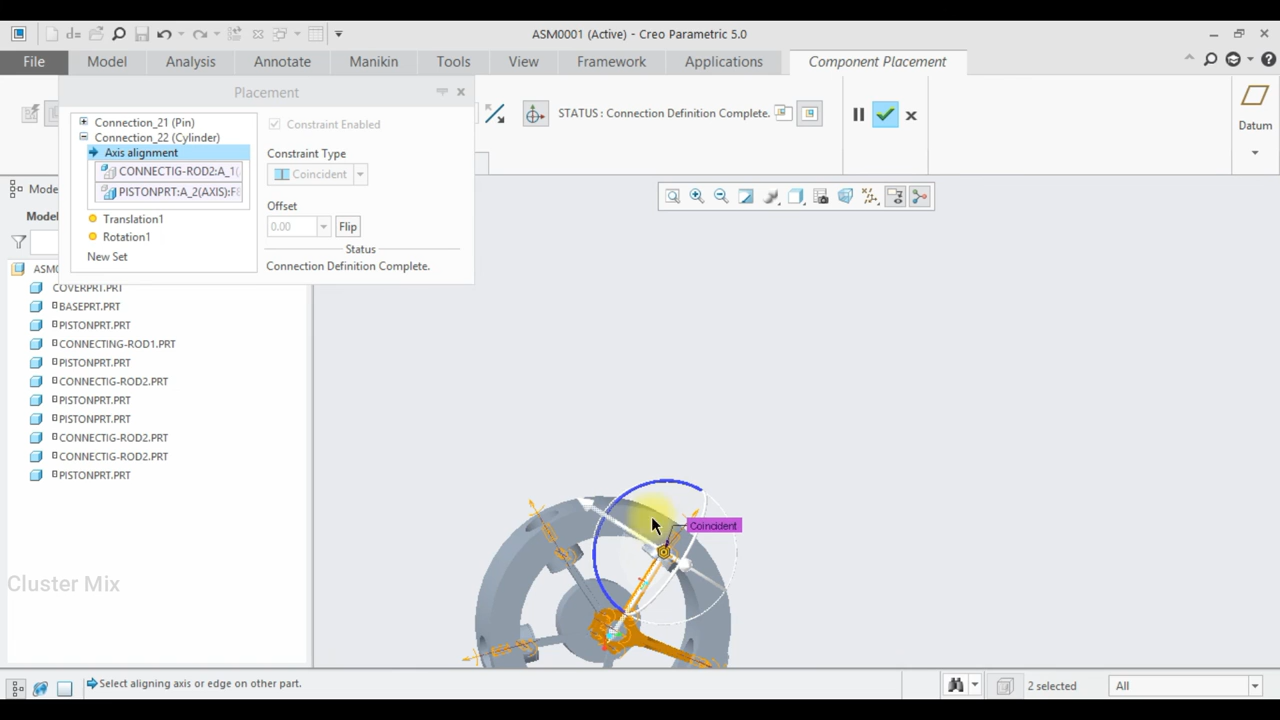 ASM0001 (Active) - Creo Parametric 5.0
File Model Analysis Annotate Manikin Tools View Framework Applications Component Placement
Placement
STATUS : Connection Definition Complete.
Datum
Connection_21 (Pin)
Connection_22 (Cylinder)
Axis alignment
CONNECTIG-ROD2:A_1(
PISTONPRT:A_2(AXIS):F
Translation1
Rotation1
New Set
Constraint Enabled
Constraint Type
Coincident
Offset
0.00 Flip
Status
Connection Definition Complete.
Mode
Model
ASM0
COVERPRT.PRT
BASEPRT.PRT
PISTONPRT.PRT
CONNECTING-ROD1.PRT
PISTONPRT.PRT
CONNECTIG-ROD2.PRT
PISTONPRT.PRT
PISTONPRT.PRT
CONNECTIG-ROD2.PRT
CONNECTIG-ROD2.PRT
PISTONPRT.PRT
Coincident
Cluster Mix
Select aligning axis or edge on other part.
2 selected
All